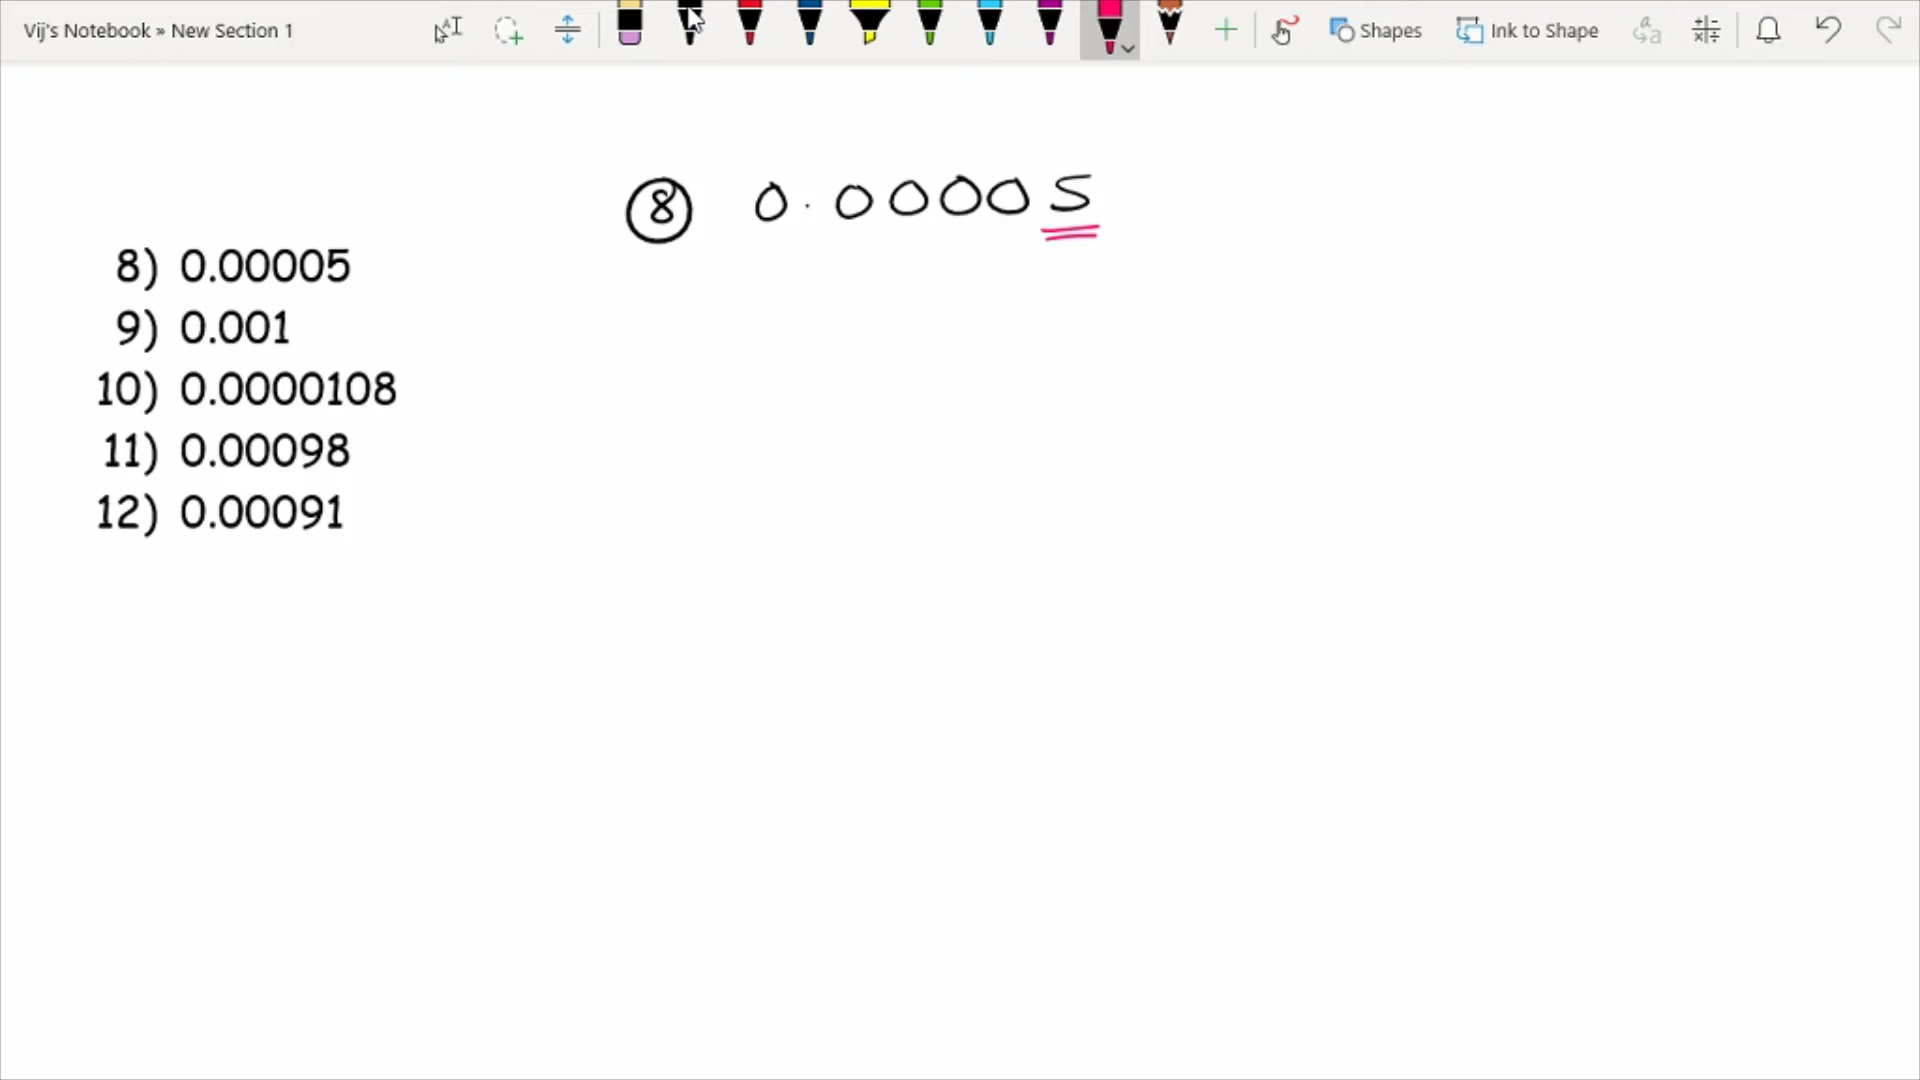 Vij's Notebook » New Section 1
Shapes
Ink to Shape
⑧ 0.00005
8) 0.00005
9) 0.001
10) 0.0000108
11) 0.00098
12) 0.00091